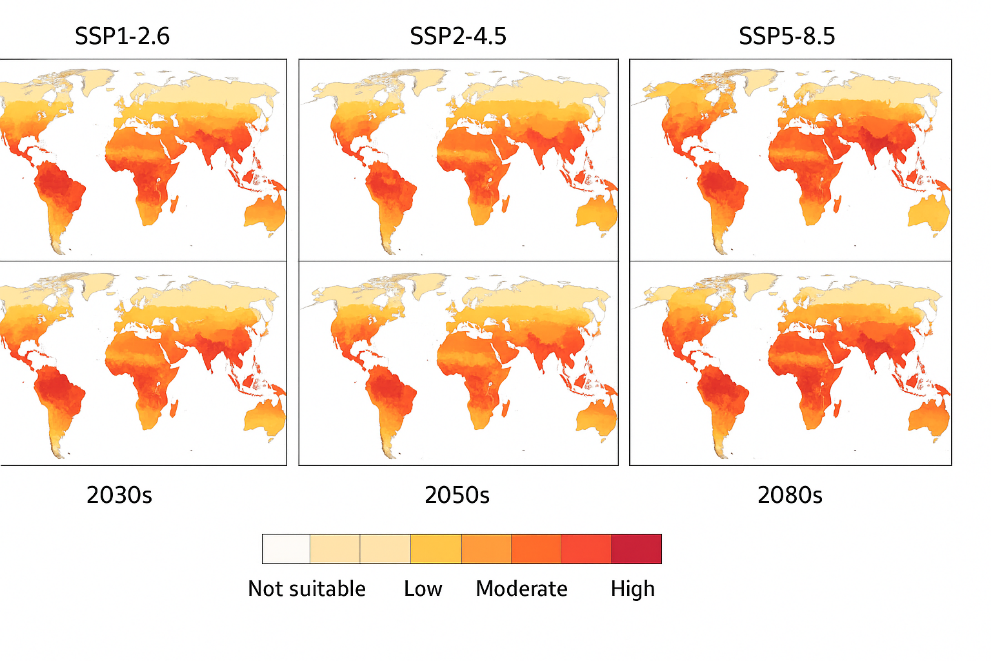 SSP1-2.6 SSP2-4.5 SSP5-8.5
2030s 2050s 2080s
Not suitable Low Moderate High